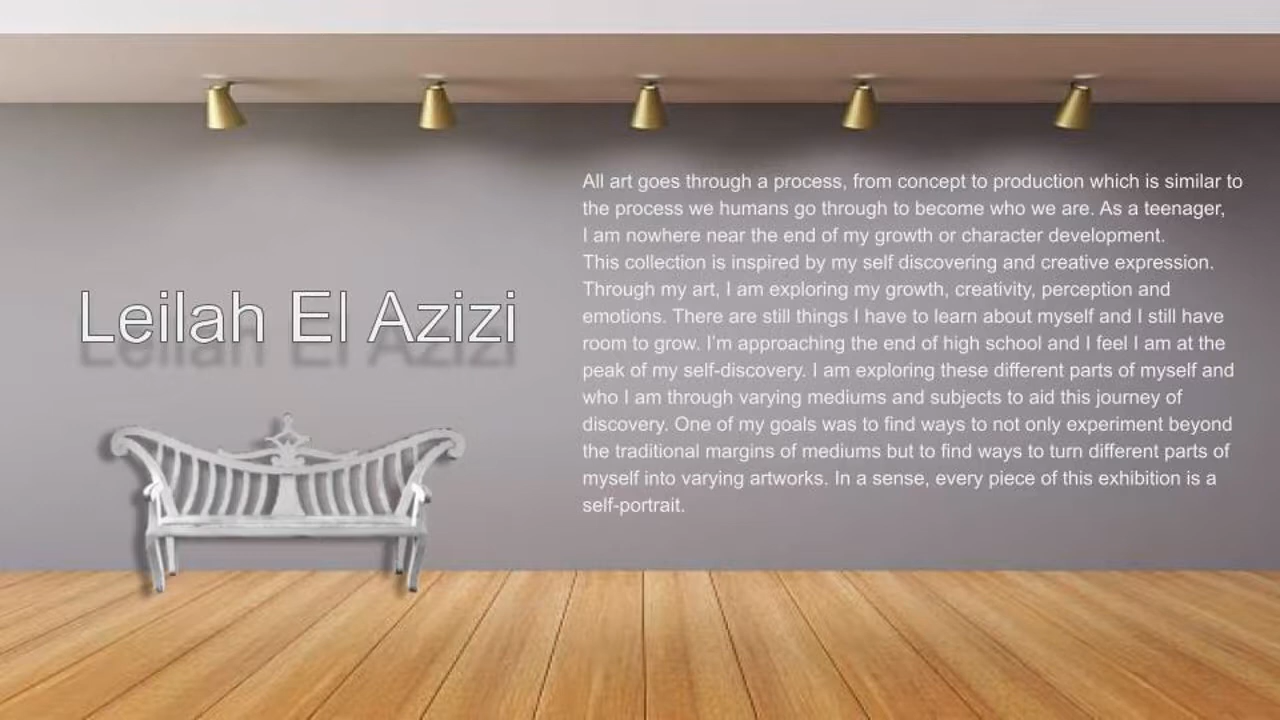 Leilah El Azizi
All art goes through a process, from concept to production which is similar to
the process we humans go through to become who we are. As a teenager,
I am nowhere near the end of my growth or character development.
This collection is inspired by my self discovering and creative expression.
Through my art, I am exploring my growth, creativity, perception and
emotions. There are still things I have to learn about myself and I still have
room to grow. I'm approaching the end of high school and I feel I am at the
peak of my self-discovery. I am exploring these different parts of myself and
who I am through varying mediums and subjects to aid this journey of
discovery. One of my goals was to find ways to not only experiment beyond
the traditional margins of mediums but to find ways to turn different parts of
myself into varying artworks. In a sense, every piece of this exhibition is a
self-portrait.